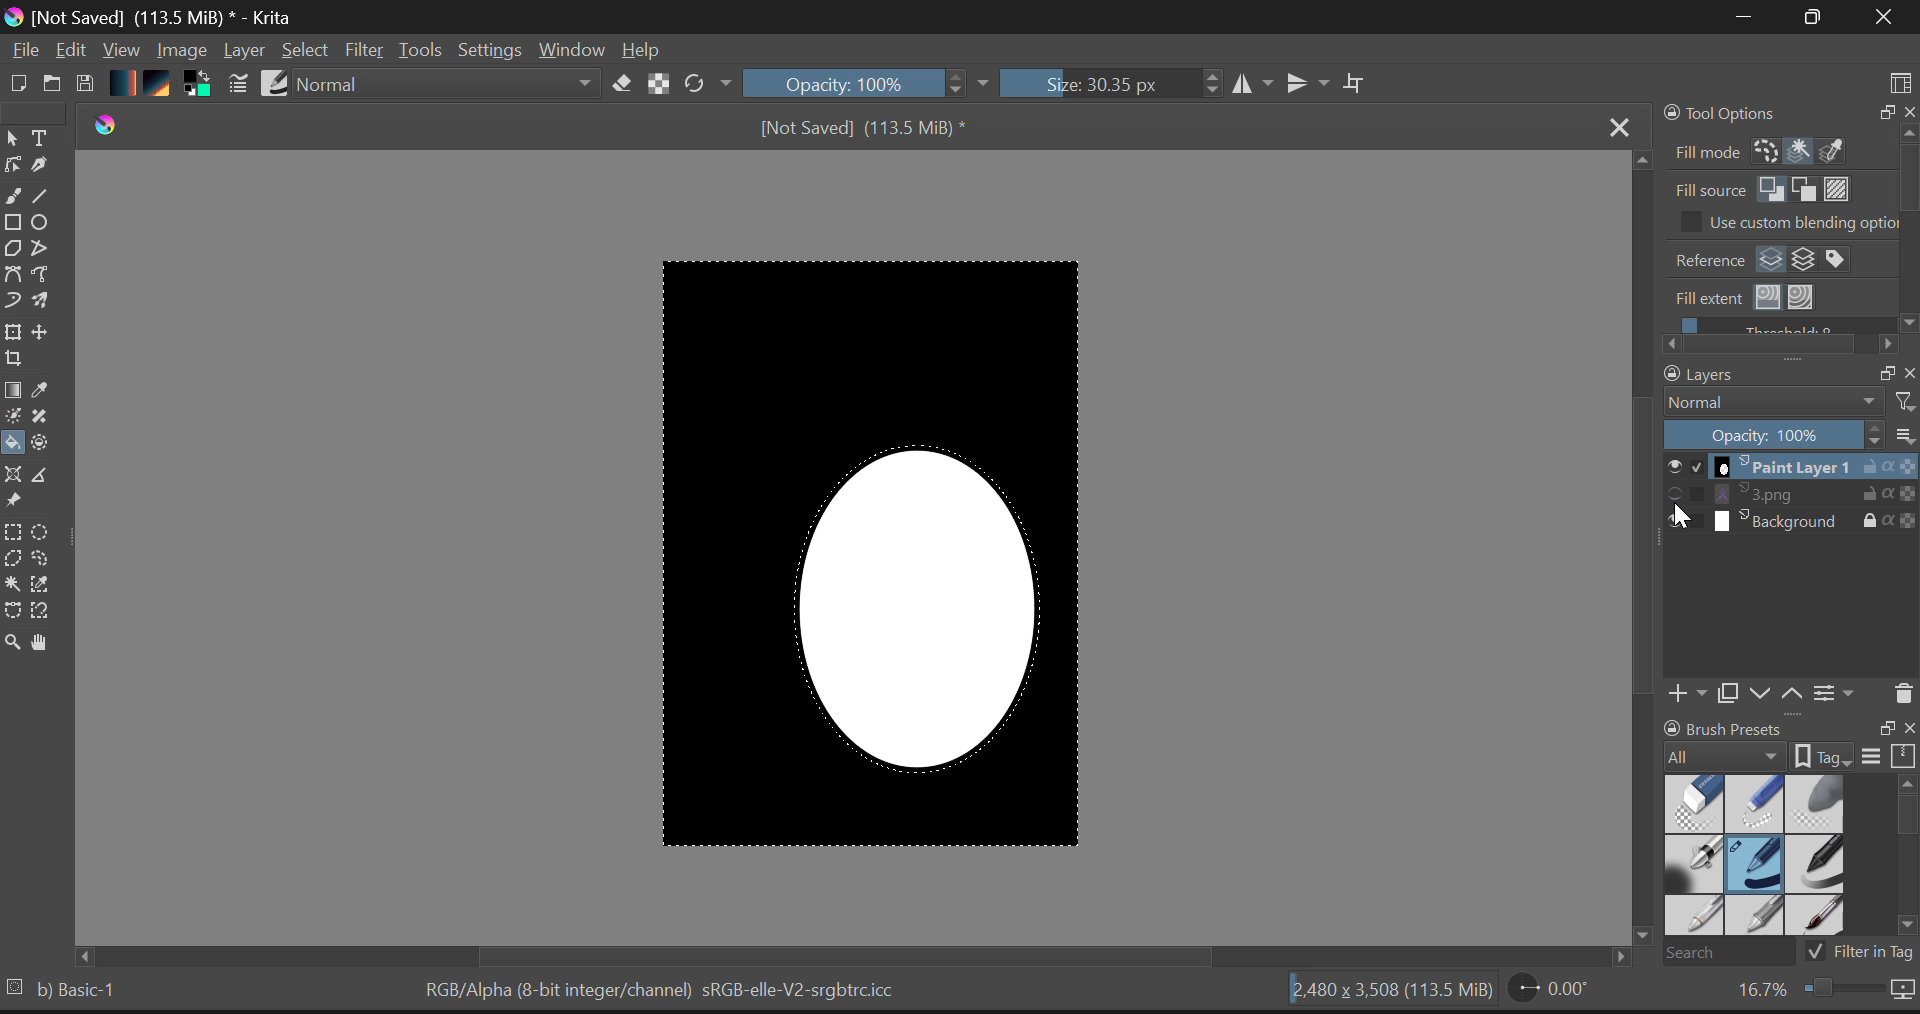 [Not Saved] (113.5 MiB) * - Krita
File Edit View Image Layer Select Filter Tools Settings Window Help
Normal Opacity: 100% Size: 30.35 px
[Not Saved] (113.5 MiB) *
Tool Options
Fill mode
Fill source
Use custom blending option
Reference
Fill extent
Threshold: 8
Layers
Normal
Opacity: 100%
Paint Layer 1
3.png
Background
Brush Presets
All Tag
Search Filter in Tag
b) Basic-1 RGB/Alpha (8-bit integer/channel) sRGB-elle-V2-srgbtrc.icc 2,480 x 3,508 (113.5 MiB) 0.00° 16.7%